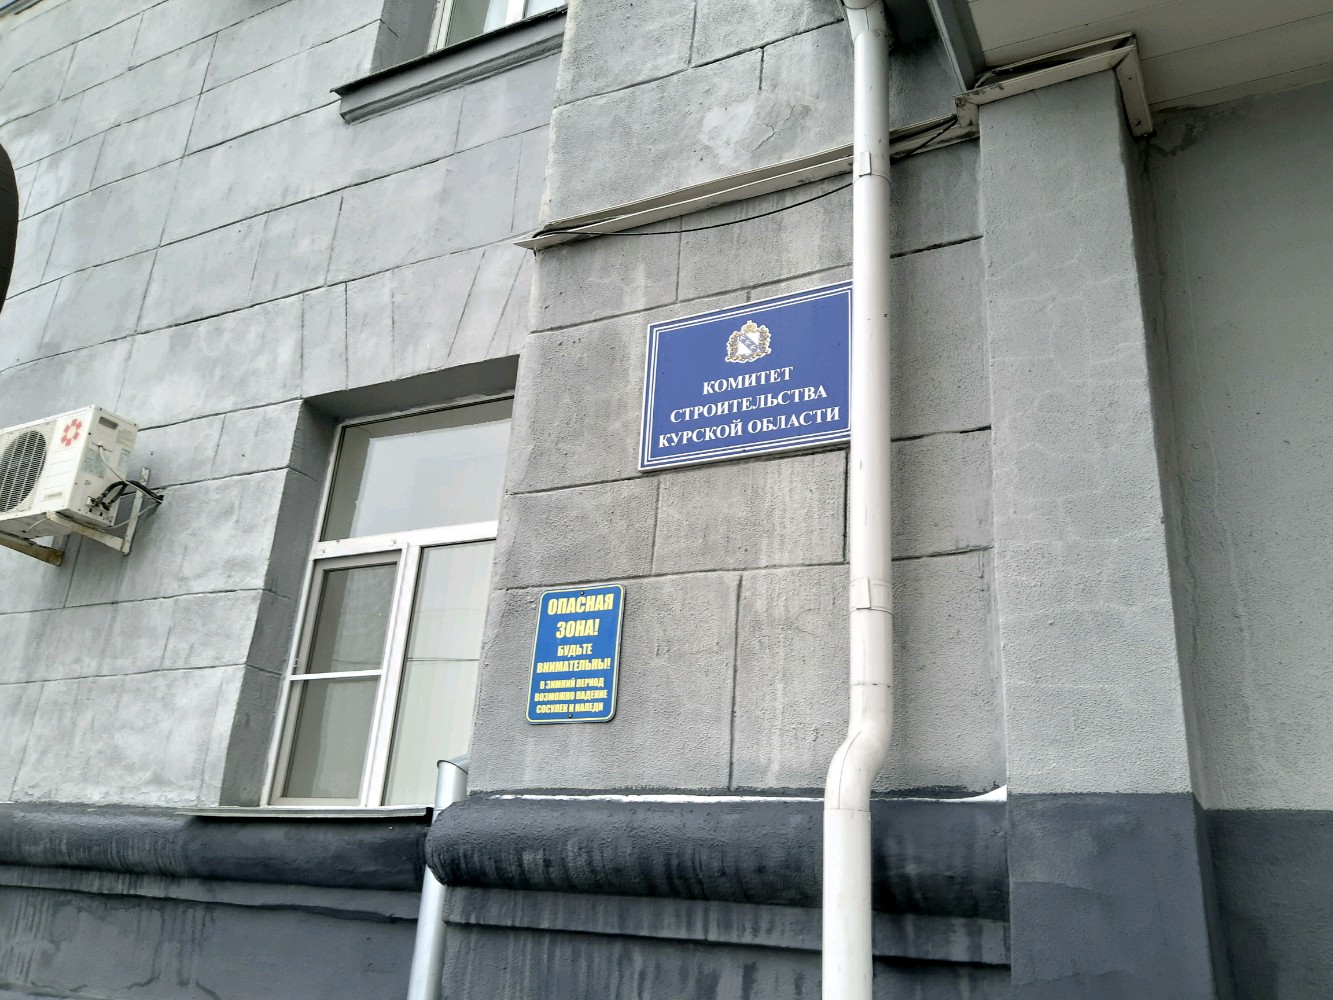 КОМИТЕТ
СТРОИТЕЛЬСТВА
КУРСКОЙ ОБЛАСТИ
ОПАСНАЯ
ЗОНА!
БУДЬТЕ
ВНИМАТЕЛЬНЫ!
В ЗИМНИЙ ПЕРИОД
ВОЗМОЖНО ПАДЕНИЕ
СОСУЛЕК И НАЛЕДИ